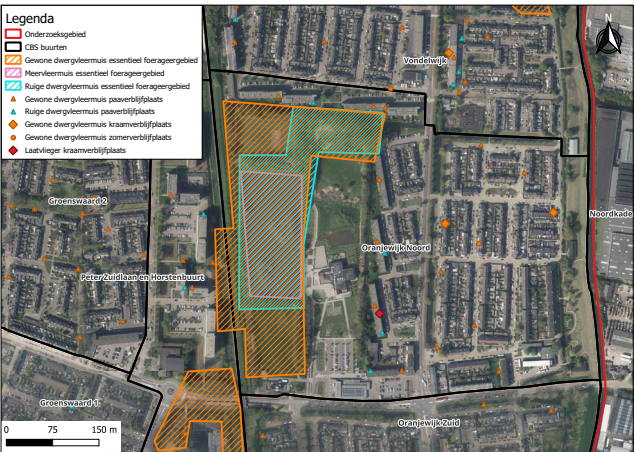 Legenda
Onderzoeksgebied
CBS buurten
Gewone dwergvleermuis essentieel foerageergebied
Meervleermuis essentieel foerageergebied
Ruige dwergvleermuis essentieel foerageergebied
Gewone dwergvleermuis paaverblijfplaats
Ruige dwergvleermuis paaverblijfplaats
Gewone dwergvleermuis kraamverblijfplaats
Gewone dwergvleermuis zomerverblijfplaats
Laatvlieger kraamverblijfplaats
N
Vondelwijk
Groenswaard 2
Noordkade
Oranjewijk Noord
Peter Zuidlaan en Horstenbuurt
Groenswaard 1
Oranjewijk Zuid
0 75 150 m